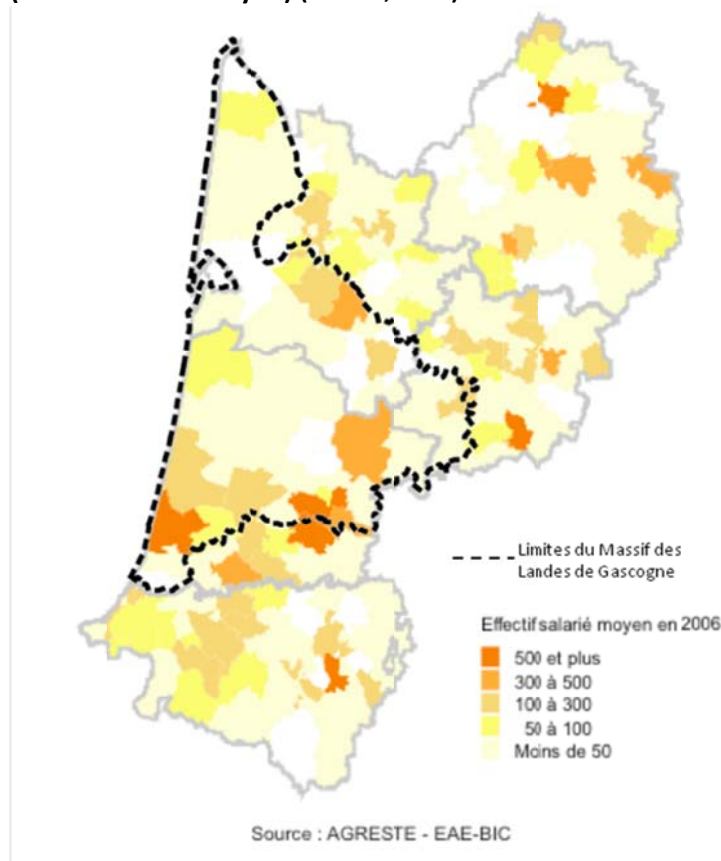 Limites du Massif des
Landes de Gascogne
Effectif salarié moyen en 2006
500 et plus
300 à 500
100 à 300
50 à 100
Moins de 50
Source : AGRESTE - EAE-BIC